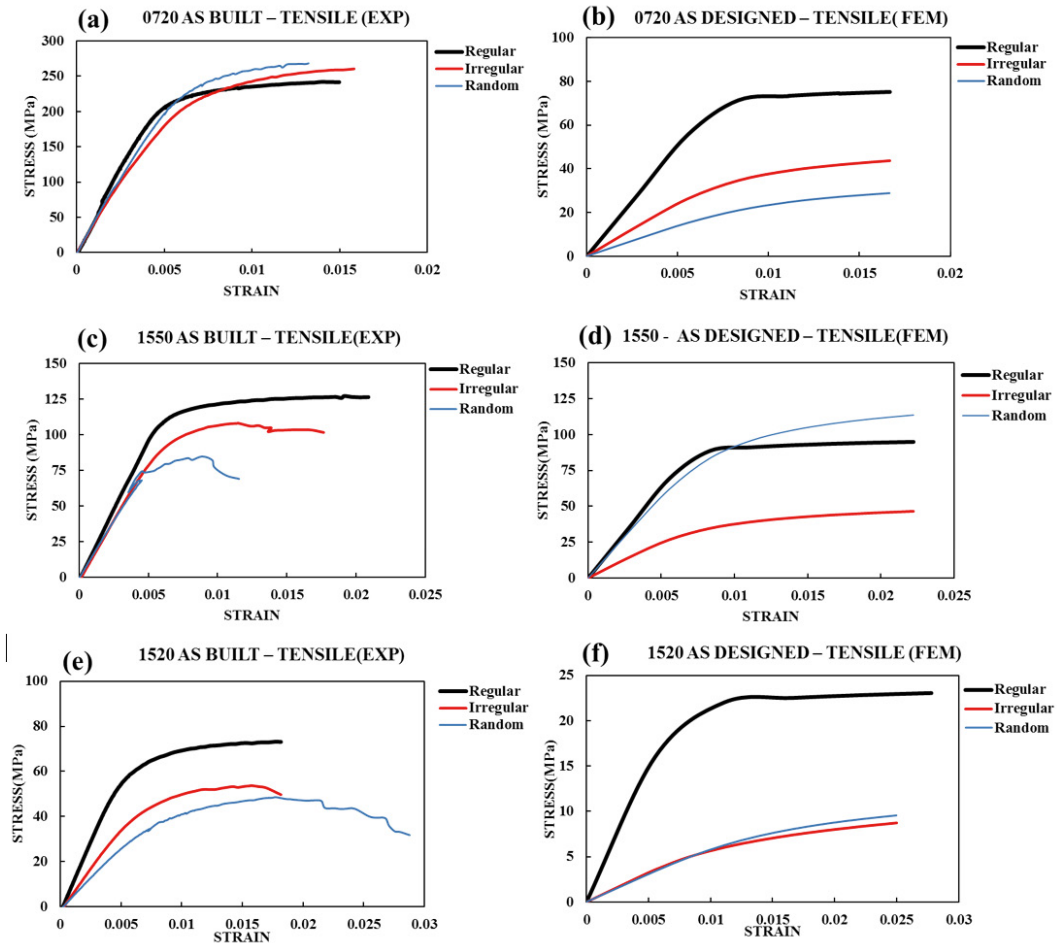 (a) 0720 AS BUILT – TENSILE (EXP)
300
250
200
150
100
50
0
STRESS (MPa)
0 0.005 0.01 0.015 0.02
STRAIN
Regular
Irregular
Random
(b) 0720 AS DESIGNED – TENSILE( FEM)
100
80
60
40
20
0
STRESS (MPa)
0 0.005 0.01 0.015 0.02
STRAIN
Regular
Irregular
Random
(c) 1550 AS BUILT – TENSILE(EXP)
150
125
100
75
50
25
0
STRESS (MPa)
0 0.005 0.01 0.015 0.02 0.025
STRAIN
Regular
Irregular
Random
(d) 1550 - AS DESIGNED – TENSILE(FEM)
150
125
100
75
50
25
0
STRESS(MPa)
0 0.005 0.01 0.015 0.02 0.025
STRAIN
Regular
Irregular
Random
(e) 1520 AS BUILT – TENSILE(EXP)
100
80
60
40
20
0
STRESS(MPa)
0 0.005 0.01 0.015 0.02 0.025 0.03
STRAIN
Regular
Irregular
Random
(f) 1520 AS DESIGNED – TENSILE (FEM)
25
20
15
10
5
0
STRESS(MPa)
0 0.005 0.01 0.015 0.02 0.025 0.03
STRAIN
Regular
Irregular
Random